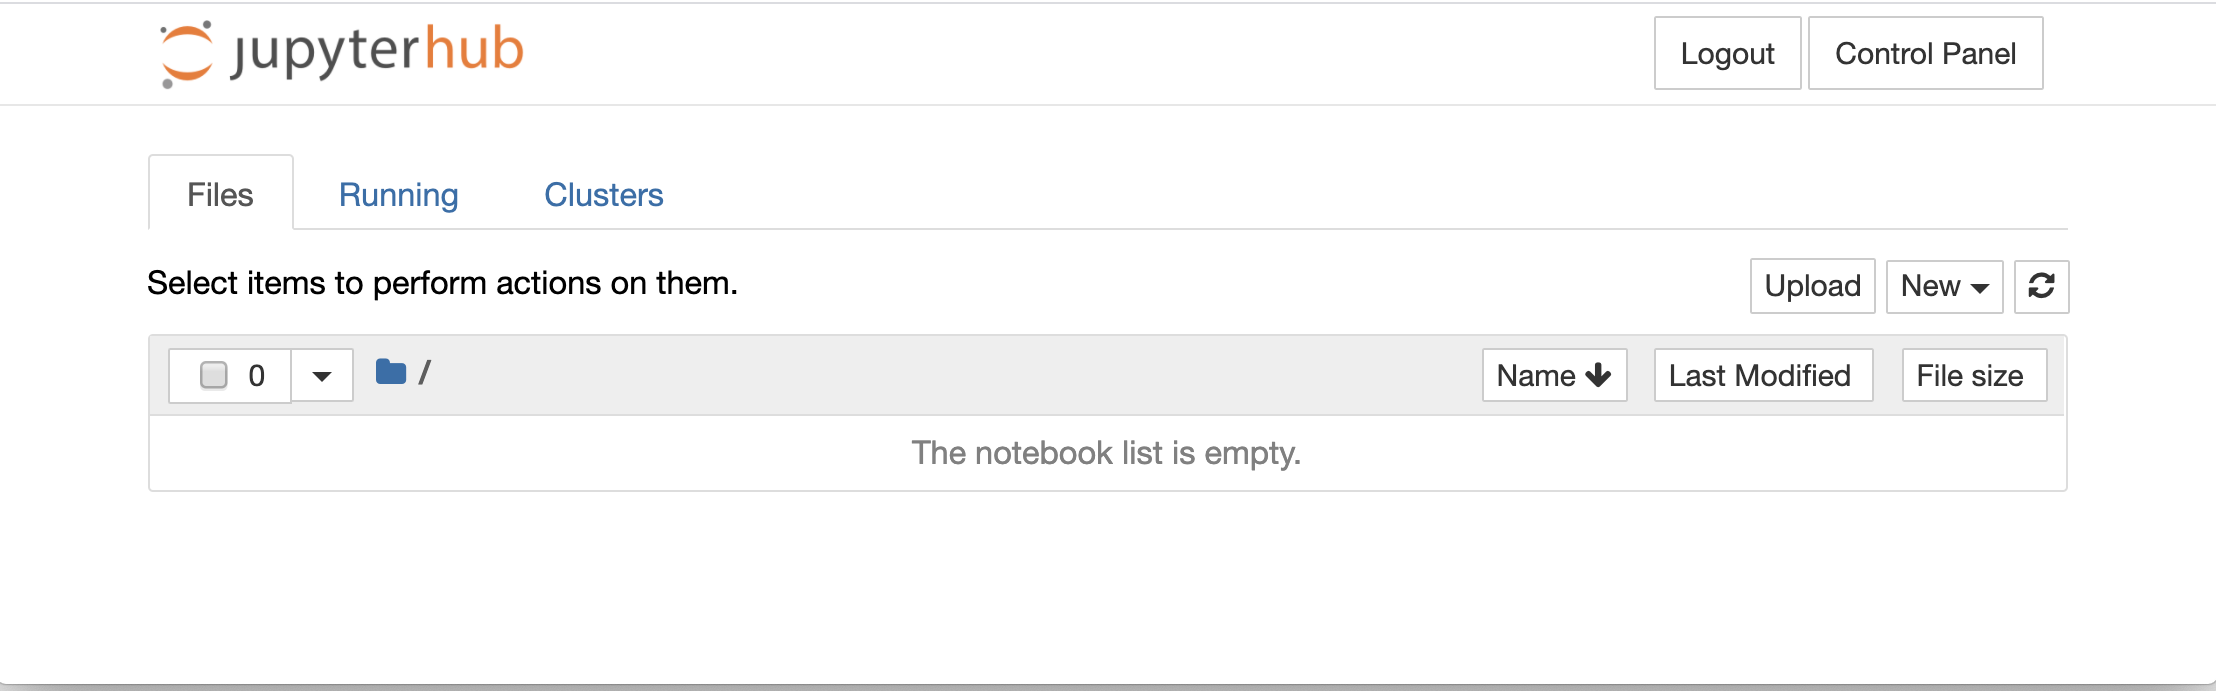 jupyterhub
Logout Control Panel
Files Running Clusters
Select items to perform actions on them.
Upload New
0 / Name Last Modified File size
The notebook list is empty.